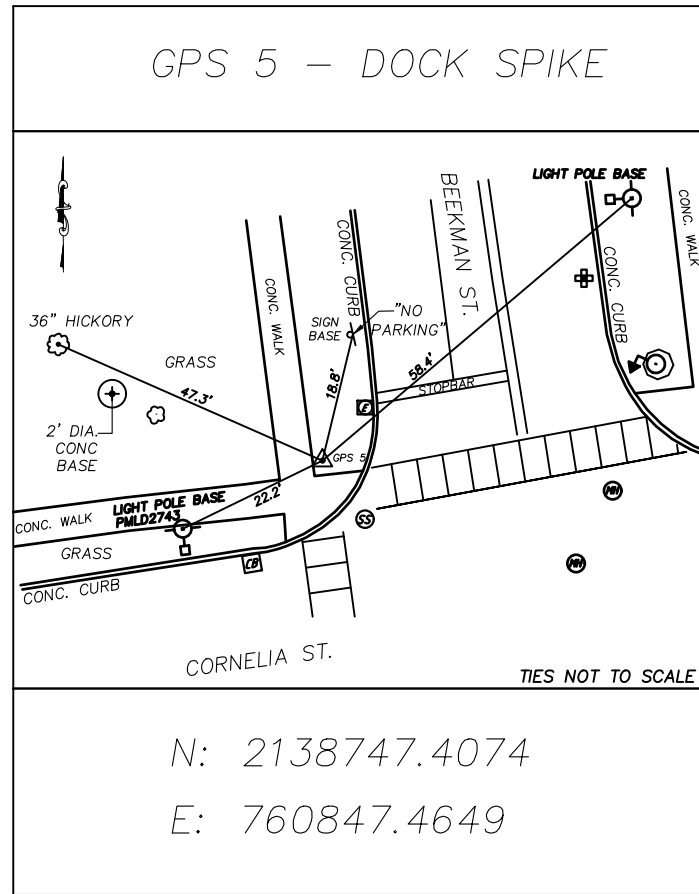 GPS 5 - DOCK SPIKE
LIGHT POLE BASE
BEEKMAN ST.
CONC. WALK
CONC. CURB
CONC. WALK
CONC. CURB
36" HICKORY
SIGN
BASE
"NO
PARKING"
GRASS
47.3'
18.8'
58.4'
STOPBAR
E
2' DIA.
CONC
BASE
GPS 5
22.2'
LIGHT POLE BASE
PMLD2743
CONC. WALK
MH
SS
GRASS
CB
MH
CONC. CURB
CORNELIA ST.
TIES NOT TO SCALE
N: 2138747.4074
E: 760847.4649